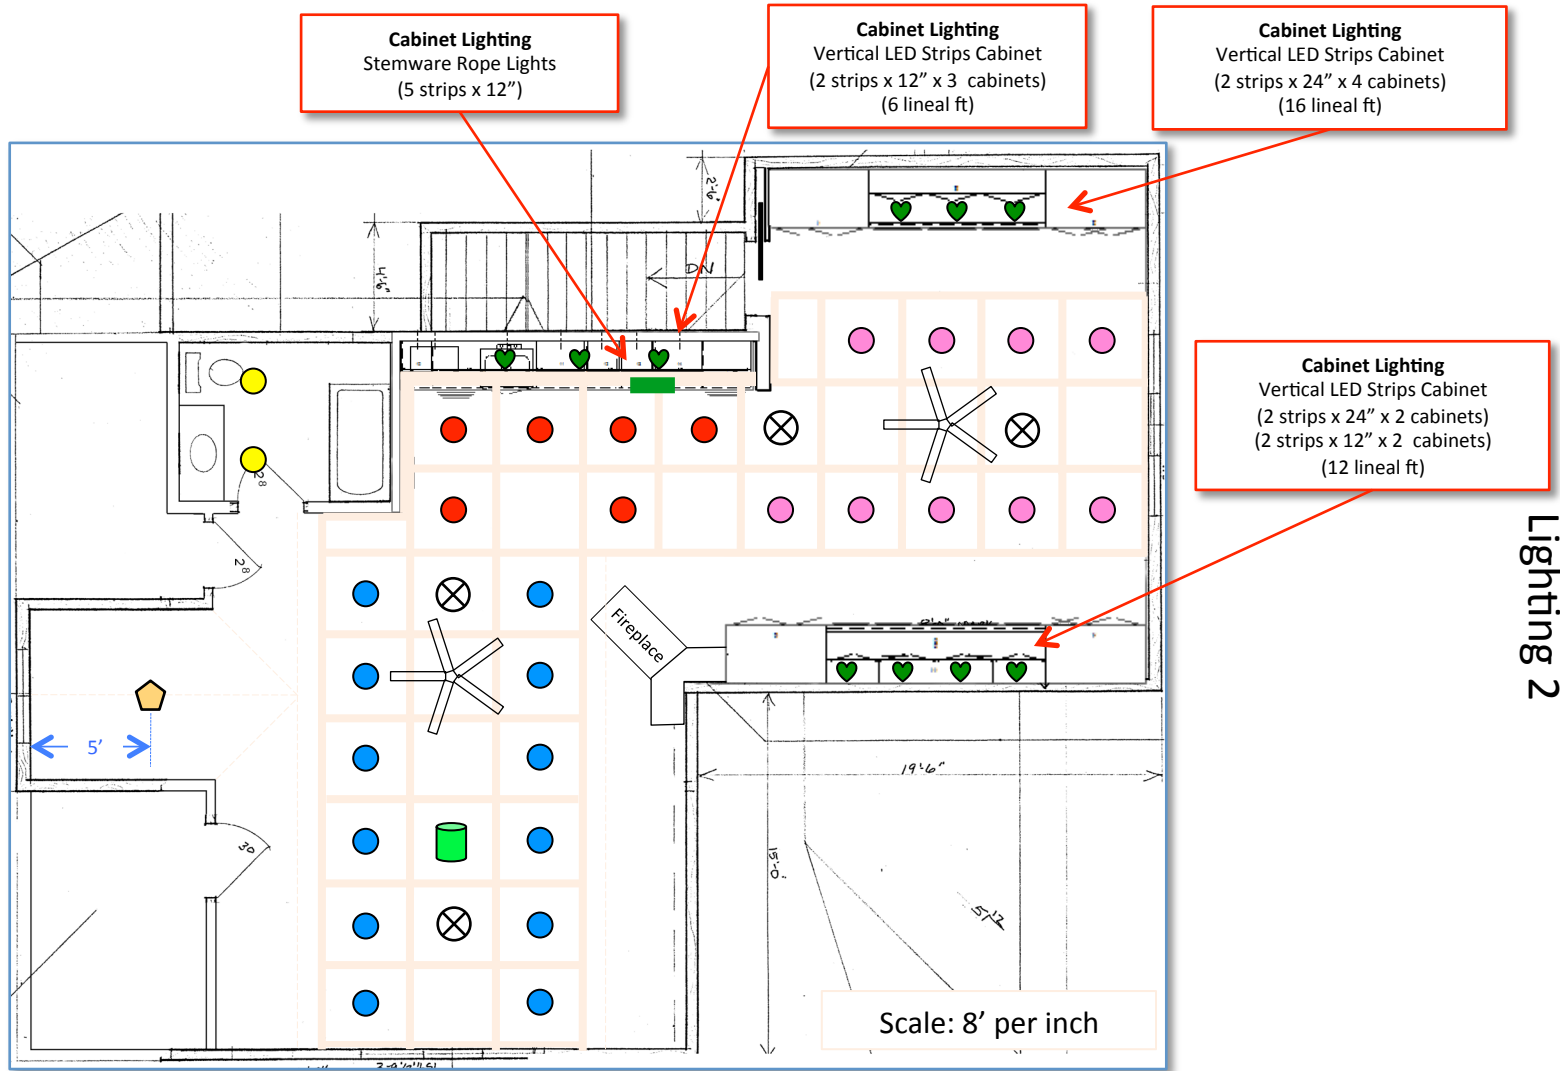 Cabinet Lighting
Stemware Rope Lights
(5 strips x 12”)
Cabinet Lighting
Vertical LED Strips Cabinet
(2 strips x 12” x 3 cabinets)
(6 lineal ft)
Cabinet Lighting
Vertical LED Strips Cabinet
(2 strips x 24” x 4 cabinets)
(16 lineal ft)
2'-6"
4'-6"
DN
Cabinet Lighting
Vertical LED Strips Cabinet
(2 strips x 24” x 2 cabinets)
(2 strips x 12” x 2 cabinets)
(12 lineal ft)
2⁸
2⁸
Lighting 2
Fireplace
5’
19'-6"
30
15'-0"
Scale: 8’ per inch